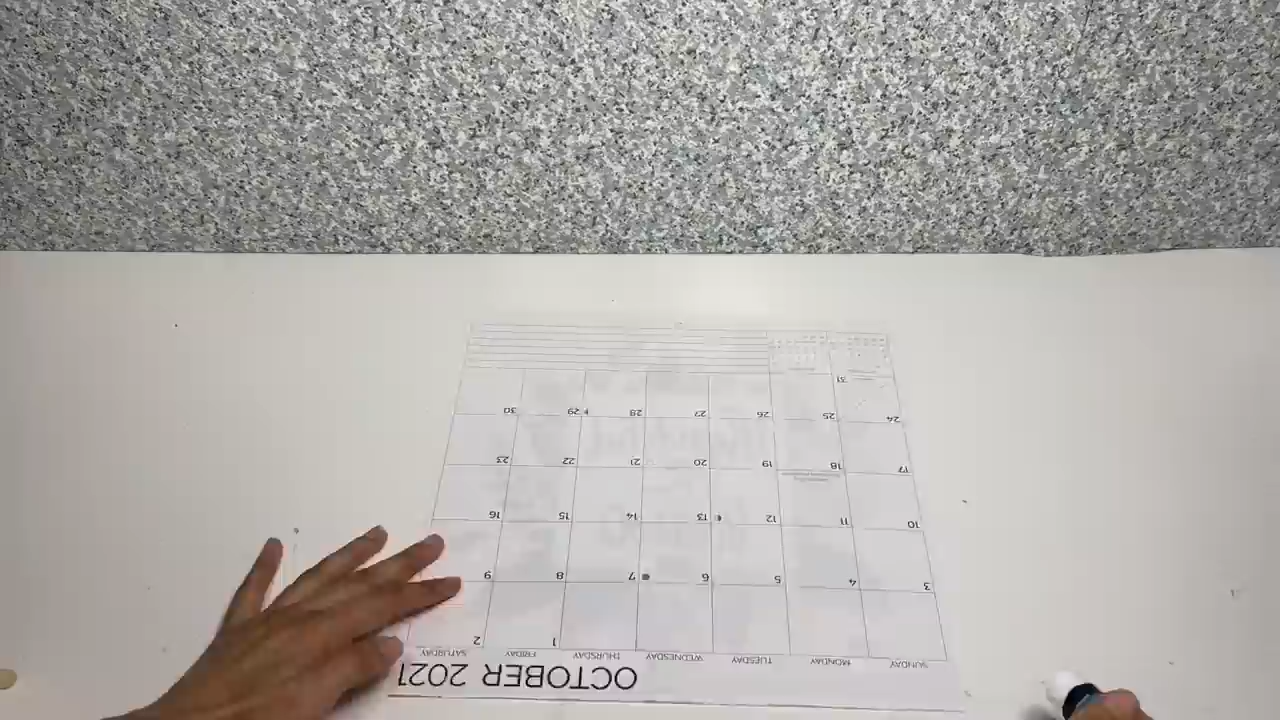 OCTOBER 2021
SUNDAY MONDAY TUESDAY WEDNESDAY THURSDAY FRIDAY SATURDAY
1 2
3 4 5 6 7 8 9
10 11 12 13 14 15 16
17 18 19 20 21 22 23
24 25 26 27 28 29 30
31